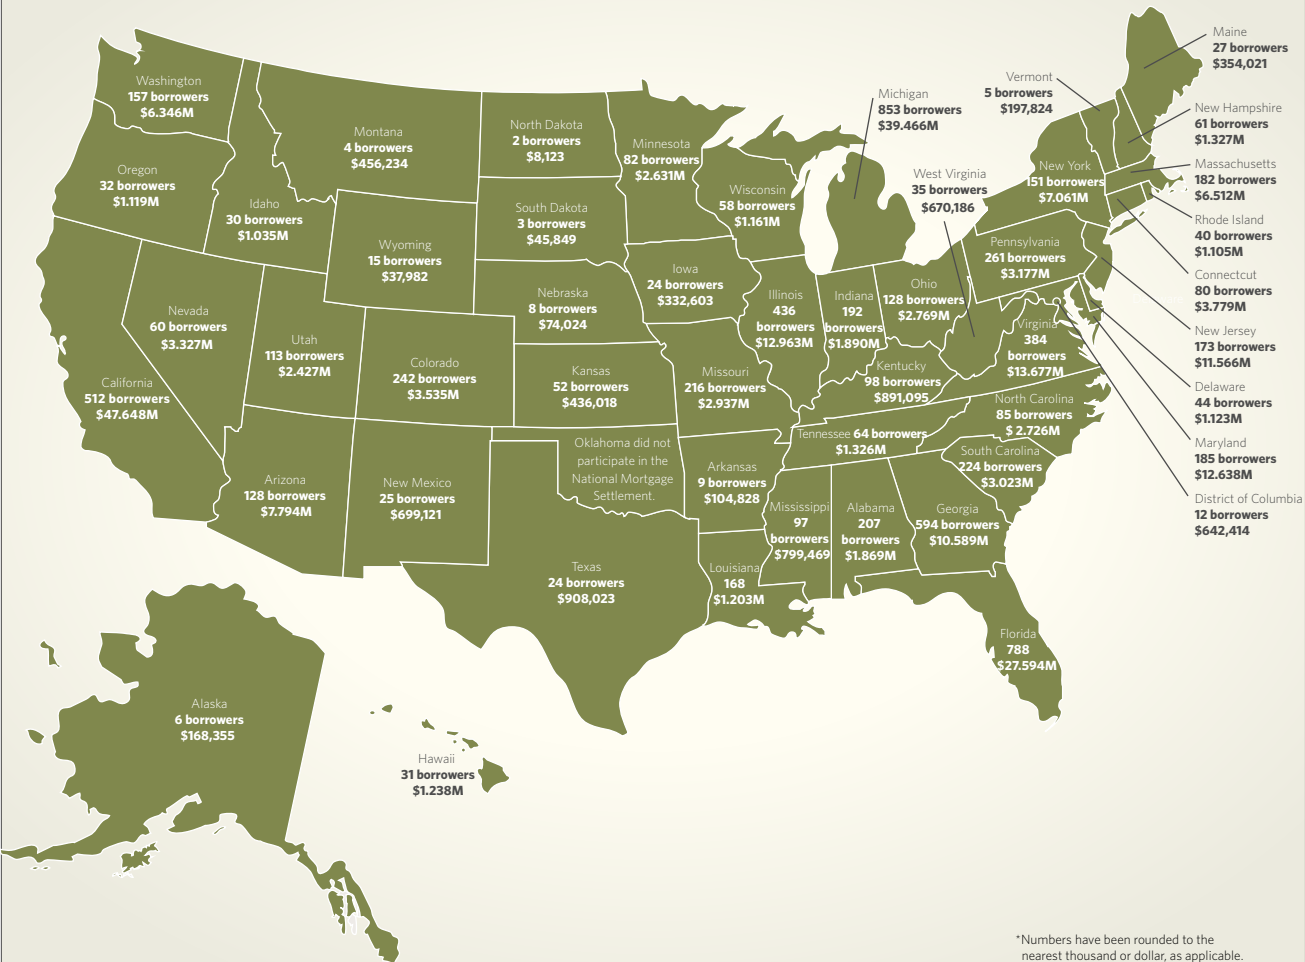 Washington
157 borrowers
$6.346M
Oregon
32 borrowers
$1.119M
California
512 borrowers
$47.648M
Nevada
60 borrowers
$3.327M
Idaho
30 borrowers
$1.035M
Montana
4 borrowers
$456,234
Wyoming
15 borrowers
$37,982
Utah
113 borrowers
$2.427M
Colorado
242 borrowers
$3.535M
Arizona
128 borrowers
$7.794M
New Mexico
25 borrowers
$699,121
North Dakota
2 borrowers
$8,123
South Dakota
3 borrowers
$45,849
Nebraska
8 borrowers
$74,024
Kansas
52 borrowers
$436,018
Oklahoma did not
participate in the
National Mortgage
Settlement.
Texas
24 borrowers
$908,023
Minnesota
82 borrowers
$2.631M
Iowa
24 borrowers
$332,603
Missouri
216 borrowers
$2.937M
Arkansas
9 borrowers
$104,828
Louisiana
168
$1.203M
Wisconsin
58 borrowers
$1.161M
Illinois
436
borrowers
$12.963M
Michigan
853 borrowers
$39.466M
Indiana
192
borrowers
$1.890M
Ohio
128 borrowers
$2.769M
Kentucky
98 borrowers
$891,095
Tennessee 64 borrowers
$1.326M
Mississippi
97
borrowers
$799,469
Alabama
207
borrowers
$1.869M
Georgia
594 borrowers
$10.589M
Florida
788
$27.594M
South Carolina
224 borrowers
$3.023M
North Carolina
85 borrowers
$ 2.726M
Virginia
384
borrowers
$13.677M
West Virginia
35 borrowers
$670,186
Pennsylvania
261 borrowers
$3.177M
New York
151 borrowers
$7.061M
Vermont
5 borrowers
$197,824
Maine
27 borrowers
$354,021
New Hampshire
61 borrowers
$1.327M
Massachusetts
182 borrowers
$6.512M
Rhode Island
40 borrowers
$1.105M
Connectcut
80 borrowers
$3.779M
New Jersey
173 borrowers
$11.566M
Delaware
44 borrowers
$1.123M
Maryland
185 borrowers
$12.638M
District of Columbia
12 borrowers
$642,414
Alaska
6 borrowers
$168,355
Hawaii
31 borrowers
$1.238M
*Numbers have been rounded to the
nearest thousand or dollar, as applicable.